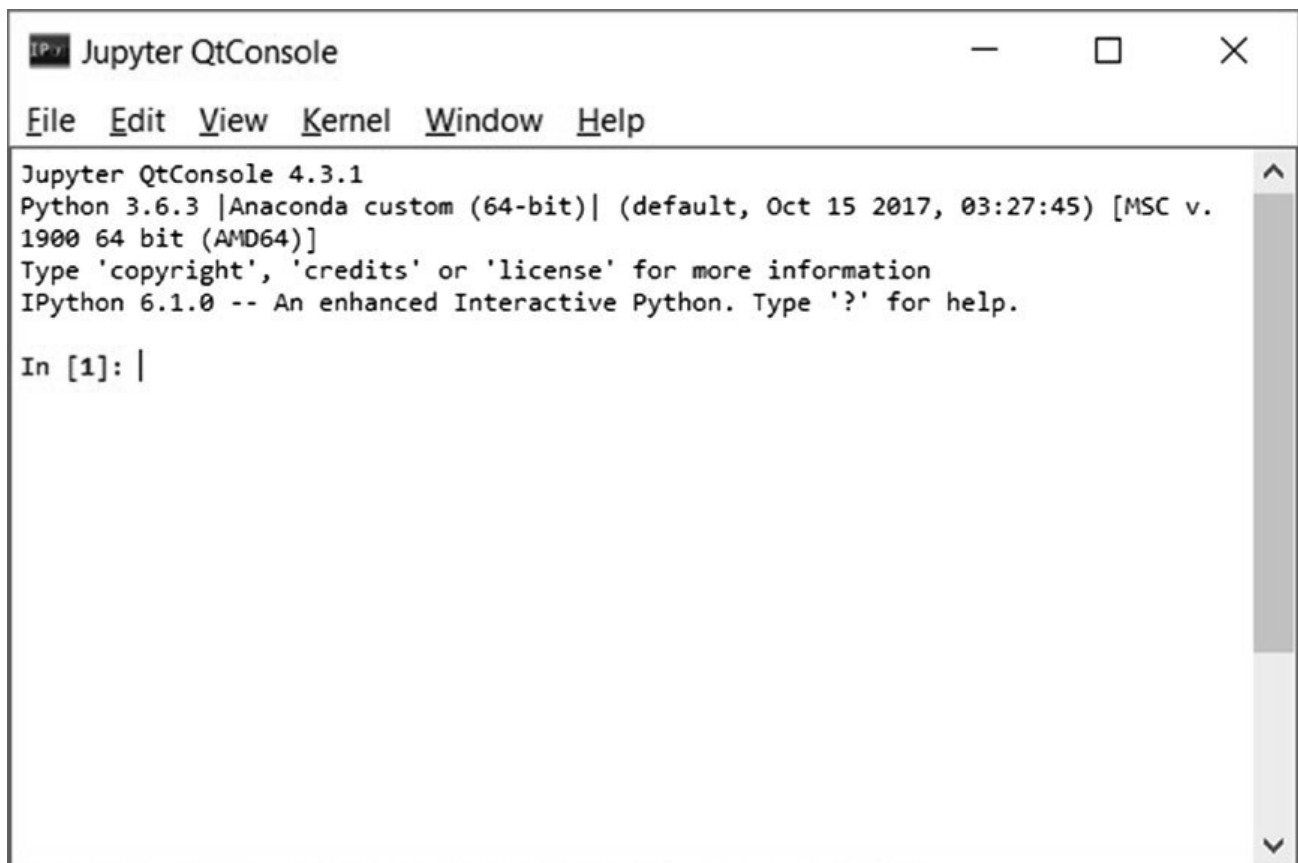 IPy Jupyter QtConsole
File Edit View Kernel Window Help
Jupyter QtConsole 4.3.1
Python 3.6.3 |Anaconda custom (64-bit)| (default, Oct 15 2017, 03:27:45) [MSC v.
1900 64 bit (AMD64)]
Type 'copyright', 'credits' or 'license' for more information
IPython 6.1.0 -- An enhanced Interactive Python. Type '?' for help.
In [1]: